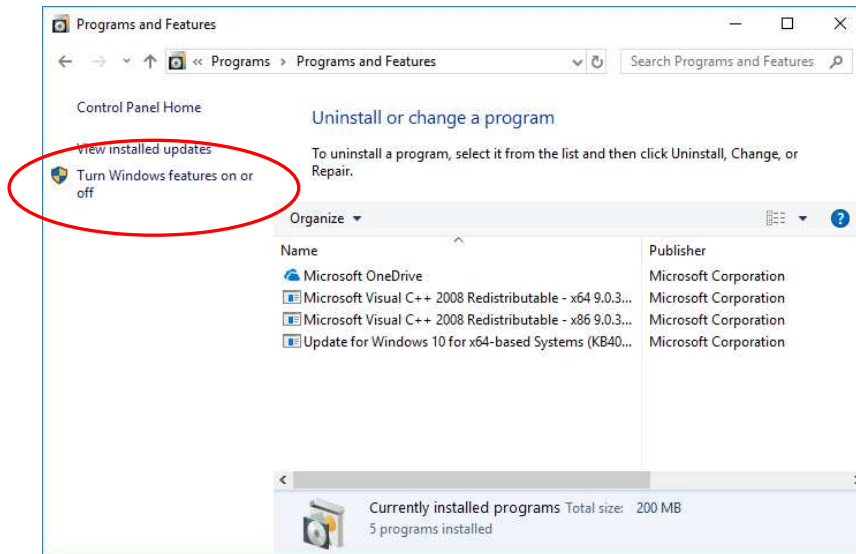 Programs and Features
« Programs › Programs and Features
Search Programs and Features
Control Panel Home
View installed updates
Turn Windows features on or
off
Uninstall or change a program
To uninstall a program, select it from the list and then click Uninstall, Change, or
Repair.
Organize
?
Name Publisher
Microsoft OneDrive Microsoft Corporation
Microsoft Visual C++ 2008 Redistributable - x64 9.0.3... Microsoft Corporation
Microsoft Visual C++ 2008 Redistributable - x86 9.0.3... Microsoft Corporation
Update for Windows 10 for x64-based Systems (KB40... Microsoft Corporation
Currently installed programs Total size: 200 MB
5 programs installed